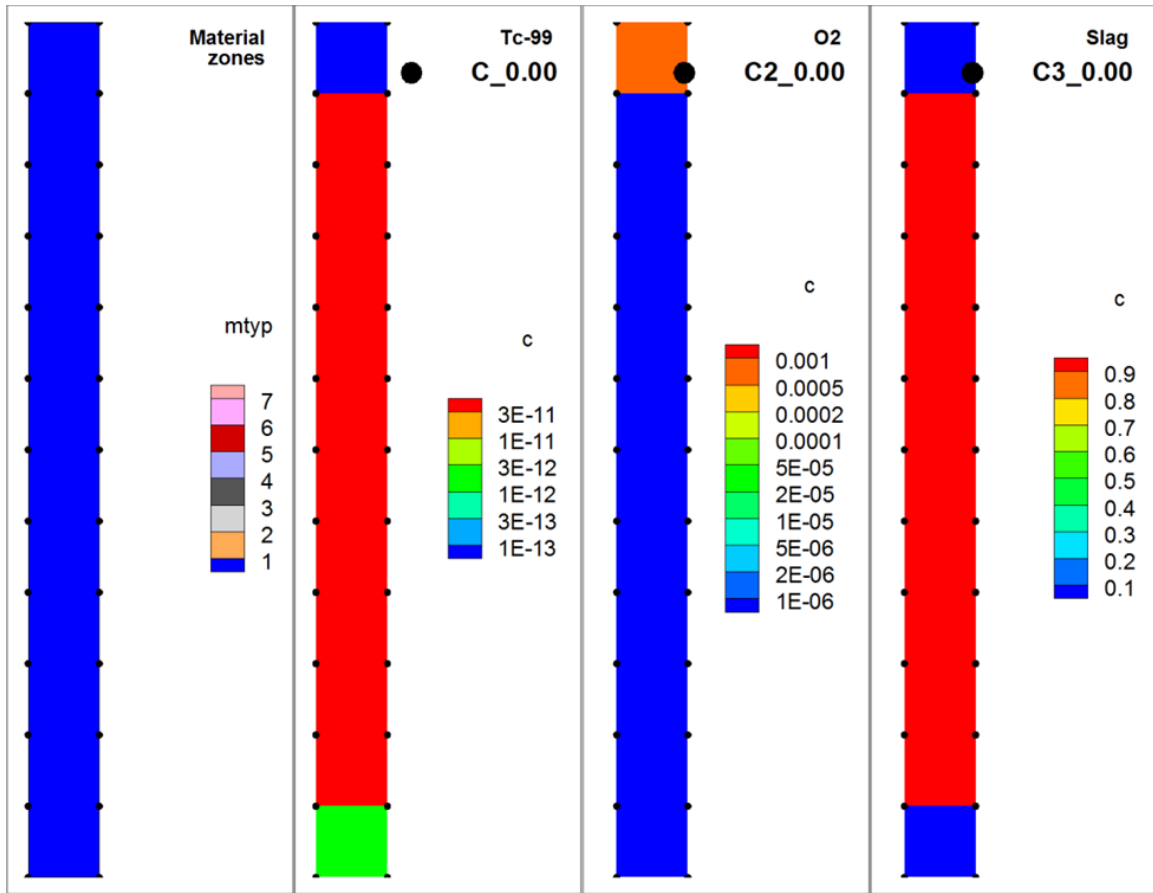 Material
zones
mtyp
7
6
5
4
3
2
1
Tc-99
C_0.00
c
3E-11
1E-11
3E-12
1E-12
3E-13
1E-13
O2
C2_0.00
c
0.001
0.0005
0.0002
0.0001
5E-05
2E-05
1E-05
5E-06
2E-06
1E-06
Slag
C3_0.00
c
0.9
0.8
0.7
0.6
0.5
0.4
0.3
0.2
0.1